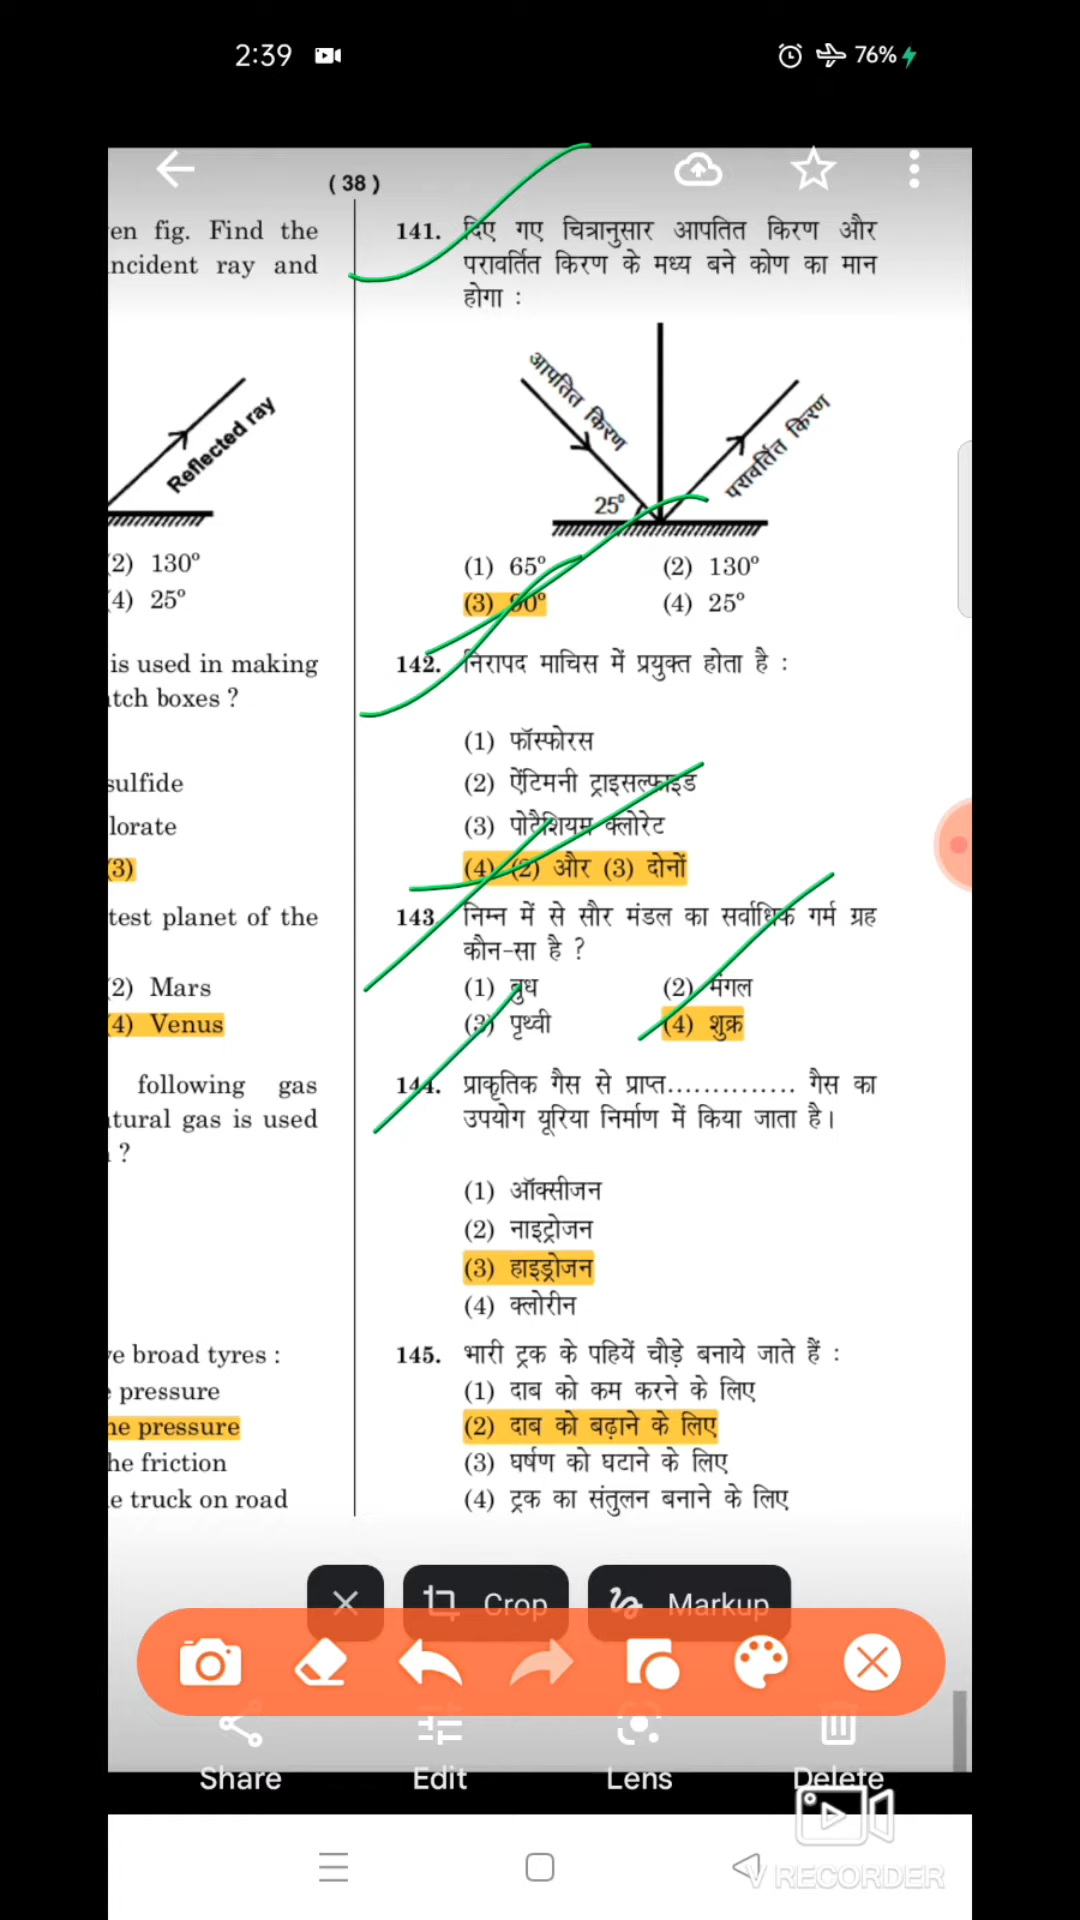 2:39
76%
( 38 )
en fig. Find the
ncident ray and
Reflected ray
(2) 130°
(4) 25°
is used in making
tch boxes ?
sulfide
lorate
(3)
test planet of the
(2) Mars
(4) Venus
following gas
tural gas is used
?
e broad tyres :
pressure
he pressure
he friction
e truck on road
141. दिए गए चित्रानुसार आपतित किरण और
परावर्तित किरण के मध्य बने कोण का मान
होगा :
आपतित किरण
परावर्तित किरण
25°
(1) 65° (2) 130°
(3) 90° (4) 25°
142. निरापद माचिस में प्रयुक्त होता है :
(1) फॉस्फोरस
(2) ऐंटिमनी ट्राइसल्फाइड
(3) पोटैशियम क्लोरेट
(4) (2) और (3) दोनों
143. निम्न में से सौर मंडल का सर्वाधिक गर्म ग्रह
कौन-सा है ?
(1) बुध (2) मंगल
(3) पृथ्वी (4) शुक्र
144. प्राकृतिक गैस से प्राप्त.............. गैस का
उपयोग यूरिया निर्माण में किया जाता है।
(1) ऑक्सीजन
(2) नाइट्रोजन
(3) हाइड्रोजन
(4) क्लोरीन
145. भारी ट्रक के पहियें चौड़े बनाये जाते हैं :
(1) दाब को कम करने के लिए
(2) दाब को बढ़ाने के लिए
(3) घर्षण को घटाने के लिए
(4) ट्रक का संतुलन बनाने के लिए
Crop Markup
Share Edit Lens Delete
V RECORDER